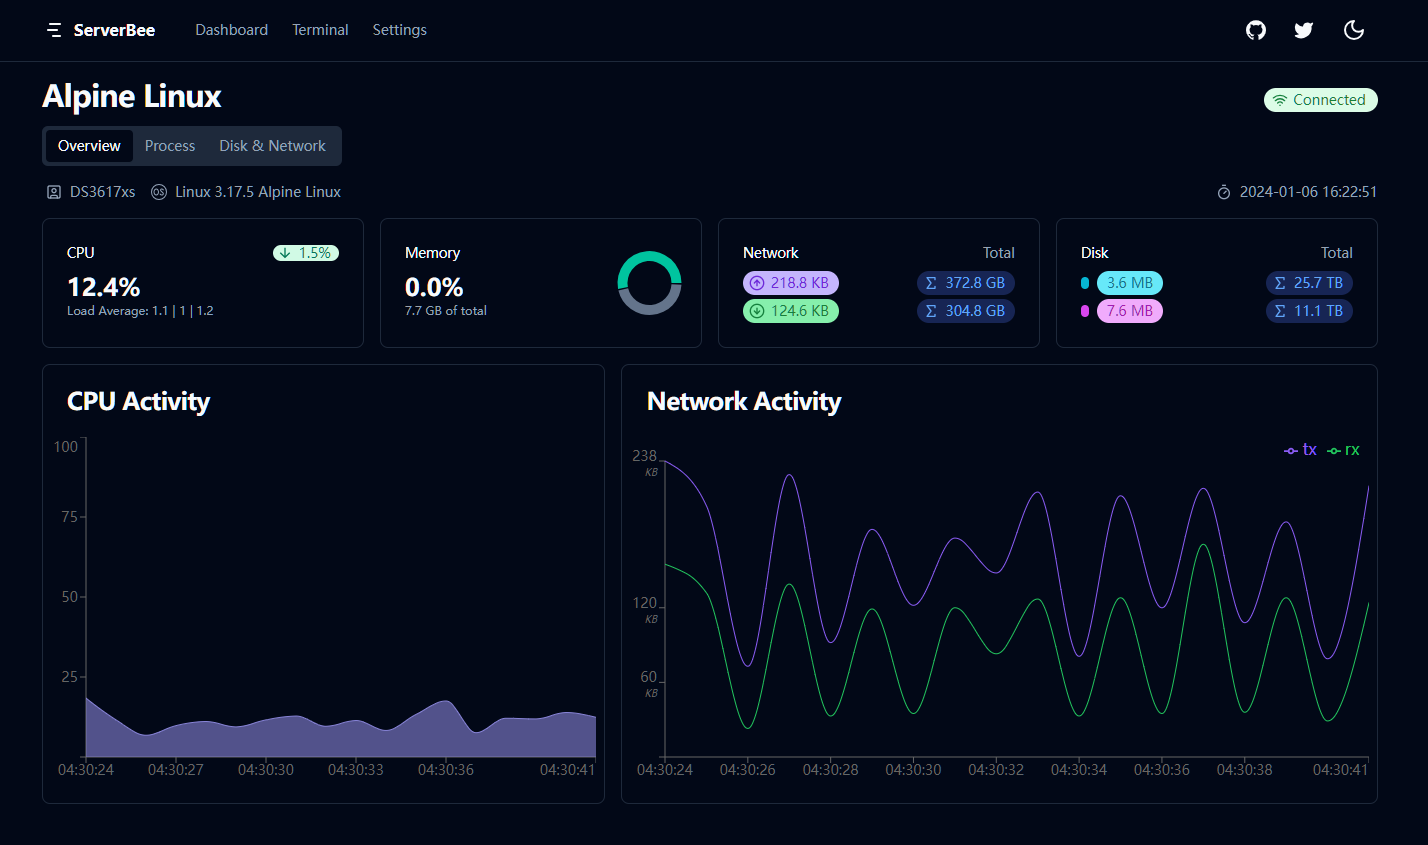 ServerBee Dashboard Terminal Settings
Alpine Linux
Connected
Overview Process Disk & Network
DS3617xs OS Linux 3.17.5 Alpine Linux 2024-01-06 16:22:51
CPU 1.5%
12.4%
Load Average: 1.1 | 1 | 1.2
Memory
0.0%
7.7 GB of total
Network Total
218.8 KB Σ 372.8 GB
124.6 KB Σ 304.8 GB
Disk Total
3.6 MB Σ 25.7 TB
7.6 MB Σ 11.1 TB
CPU Activity
100
75
50
25
04:30:24 04:30:27 04:30:30 04:30:33 04:30:36 04:30:41
Network Activity
tx rx
238
KB
120
KB
60
KB
04:30:24 04:30:26 04:30:28 04:30:30 04:30:32 04:30:34 04:30:36 04:30:38 04:30:41